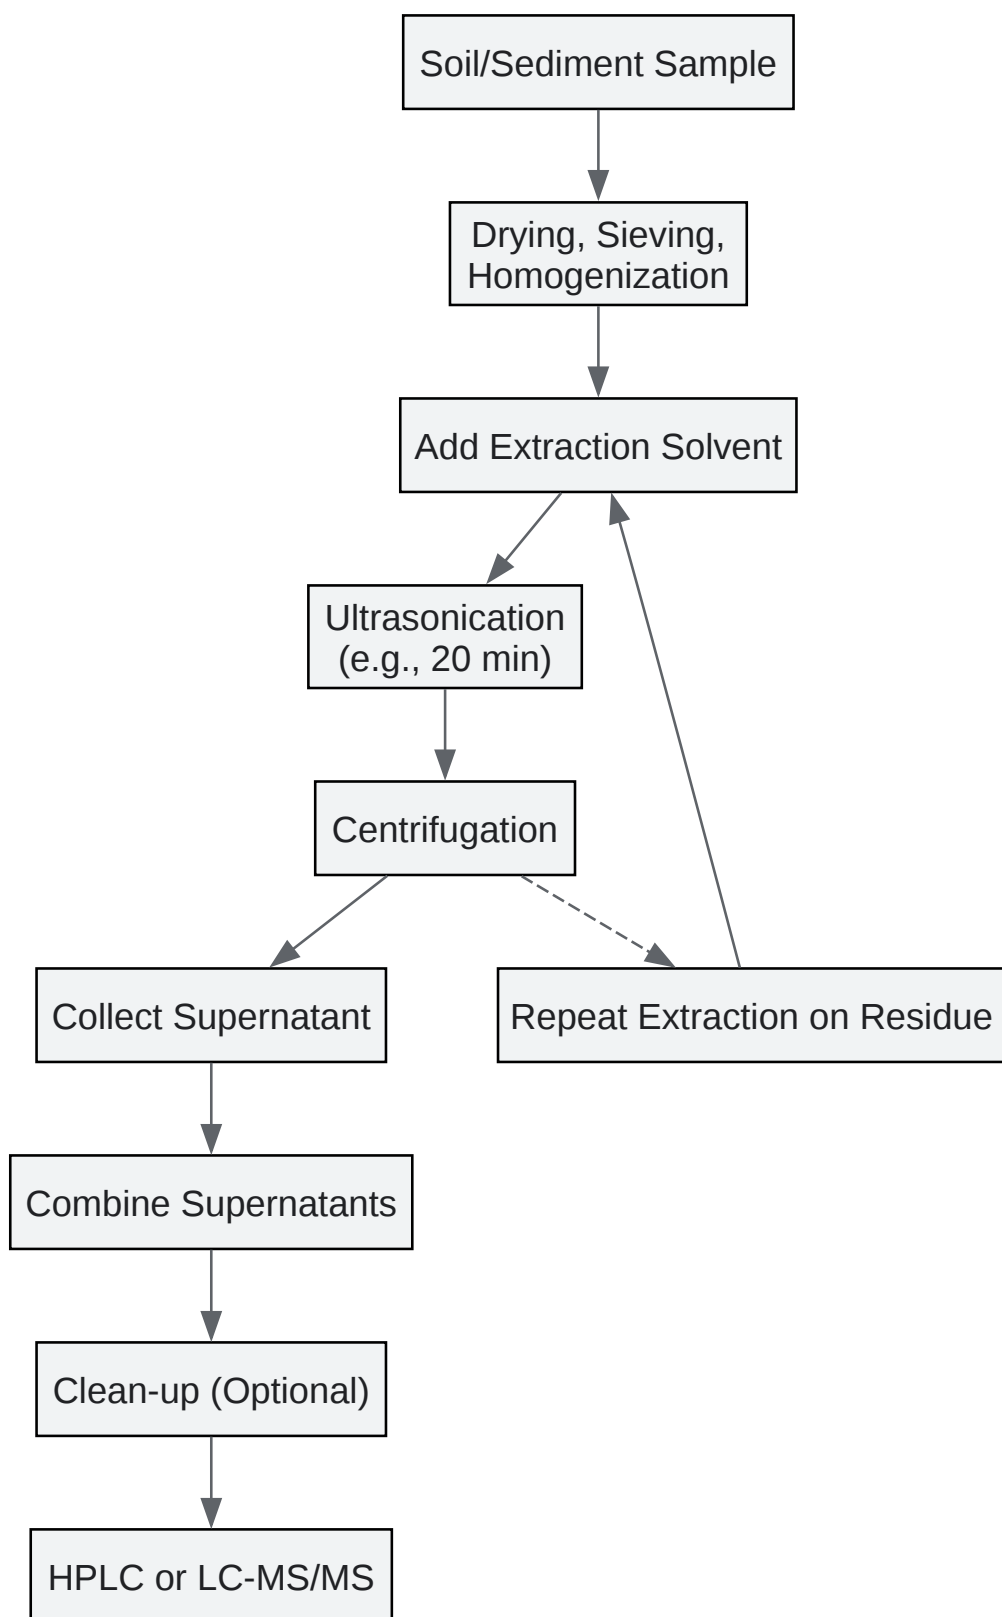 Soil/Sediment Sample
Drying, Sieving,
Homogenization
Add Extraction Solvent
Ultrasonication
(e.g., 20 min)
Centrifugation
Collect Supernatant
Repeat Extraction on Residue
Combine Supernatants
Clean-up (Optional)
HPLC or LC-MS/MS